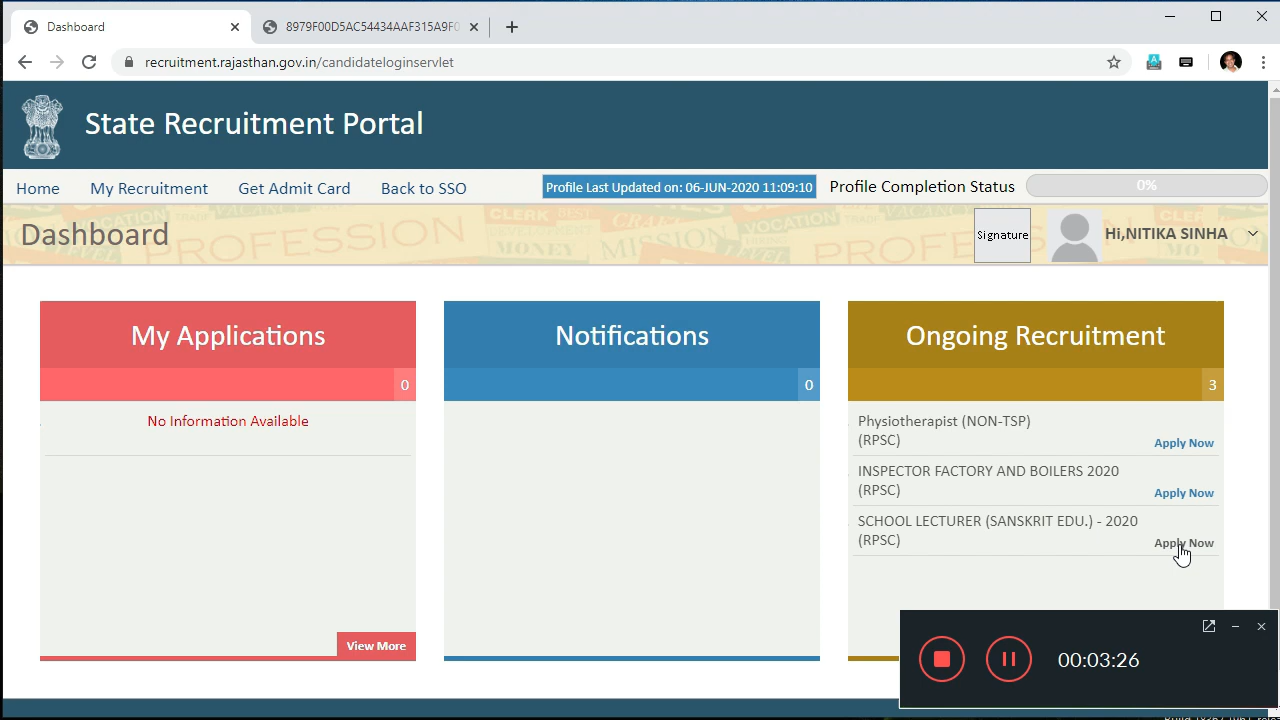 Dashboard
8979F00D5AC54434AAF315A9F0
recruitment.rajasthan.gov.in/candidateloginservlet
State Recruitment Portal
Home
My Recruitment
Get Admit Card
Back to SSO
Profile Last Updated on: 06-JUN-2020 11:09:10
Profile Completion Status
0%
Dashboard
Signature
Hi,NITIKA SINHA
My Applications
0
No Information Available
View More
Notifications
0
Ongoing Recruitment
3
Physiotherapist (NON-TSP)
(RPSC)
Apply Now
INSPECTOR FACTORY AND BOILERS 2020
(RPSC)
Apply Now
SCHOOL LECTURER (SANSKRIT EDU.) - 2020
(RPSC)
Apply Now
00:03:26